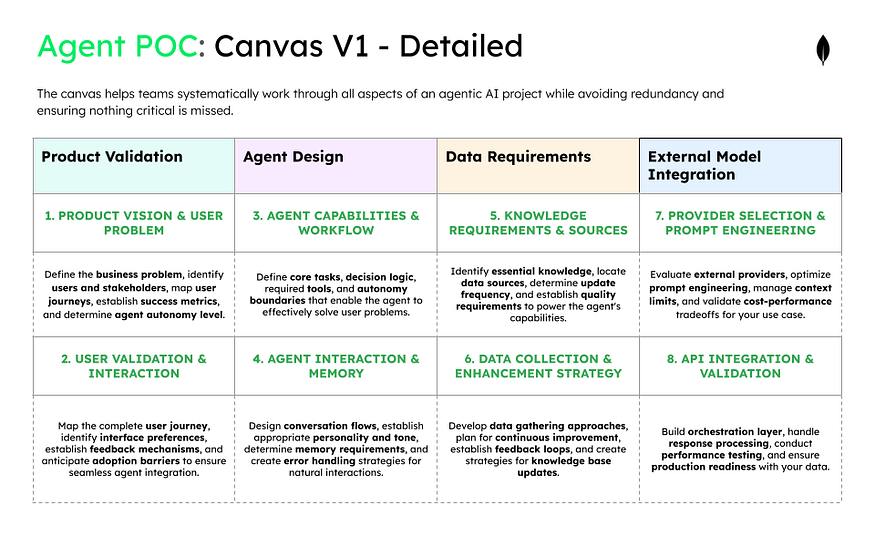 Agent POC: Canvas V1 - Detailed
The canvas helps teams systematically work through all aspects of an agentic AI project while avoiding redundancy and
ensuring nothing critical is missed.
Product Validation
Agent Design
Data Requirements
External Model
Integration
1. PRODUCT VISION & USER
PROBLEM
3. AGENT CAPABILITIES &
WORKFLOW
5. KNOWLEDGE
REQUIREMENTS & SOURCES
7. PROVIDER SELECTION &
PROMPT ENGINEERING
Define the business problem, identify
users and stakeholders, map user
journeys, establish success metrics,
and determine agent autonomy level.
Define core tasks, decision logic,
required tools, and autonomy
boundaries that enable the agent to
effectively solve user problems.
Identify essential knowledge, locate
data sources, determine update
frequency, and establish quality
requirements to power the agent's
capabilities.
Evaluate external providers, optimize
prompt engineering, manage context
limits, and validate cost-performance
tradeoffs for your use case.
2. USER VALIDATION &
INTERACTION
4. AGENT INTERACTION &
MEMORY
6. DATA COLLECTION &
ENHANCEMENT STRATEGY
8. API INTEGRATION &
VALIDATION
Map the complete user journey,
identify interface preferences,
establish feedback mechanisms, and
anticipate adoption barriers to ensure
seamless agent integration.
Design conversation flows, establish
appropriate personality and tone,
determine memory requirements, and
create error handling strategies for
natural interactions.
Develop data gathering approaches,
plan for continuous improvement,
establish feedback loops, and create
strategies for knowledge base
updates.
Build orchestration layer, handle
response processing, conduct
performance testing, and ensure
production readiness with your data.